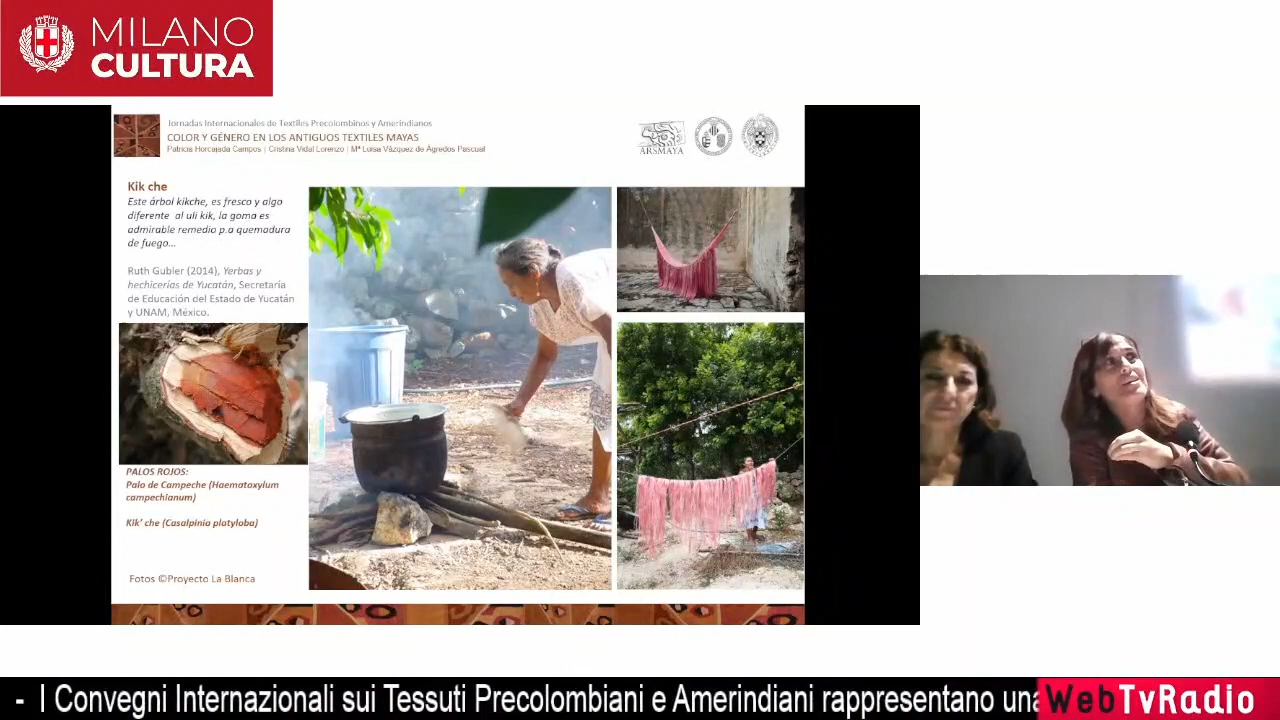 MILANO
CULTURA
Jornadas Internacionales de Textiles Precolombinos y Amerindianos
COLOR Y GÉNERO EN LOS ANTIGUOS TEXTILES MAYAS
Patricia Horcajada Campos | Cristina Vidal Lorenzo | Mª Luisa Vázquez de Ágredos Pascual
ARSMAYA
Kik che
Este árbol kikche, es fresco y algo
diferente al uli kik, la goma es
admirable remedio p.a quemadura
de fuego...
Ruth Gubler (2014), Yerbas y
hechicerías de Yucatán, Secretaría
de Educación del Estado de Yucatán
y UNAM, México.
PALOS ROJOS:
Palo de Campeche (Haematoxylum
campechianum)
Kik' che (Casalpinia platyloba)
Fotos ©Proyecto La Blanca
- I Convegni Internazionali sui Tessuti Precolombiani e Amerindiani rappresentano una
WebTvRadio